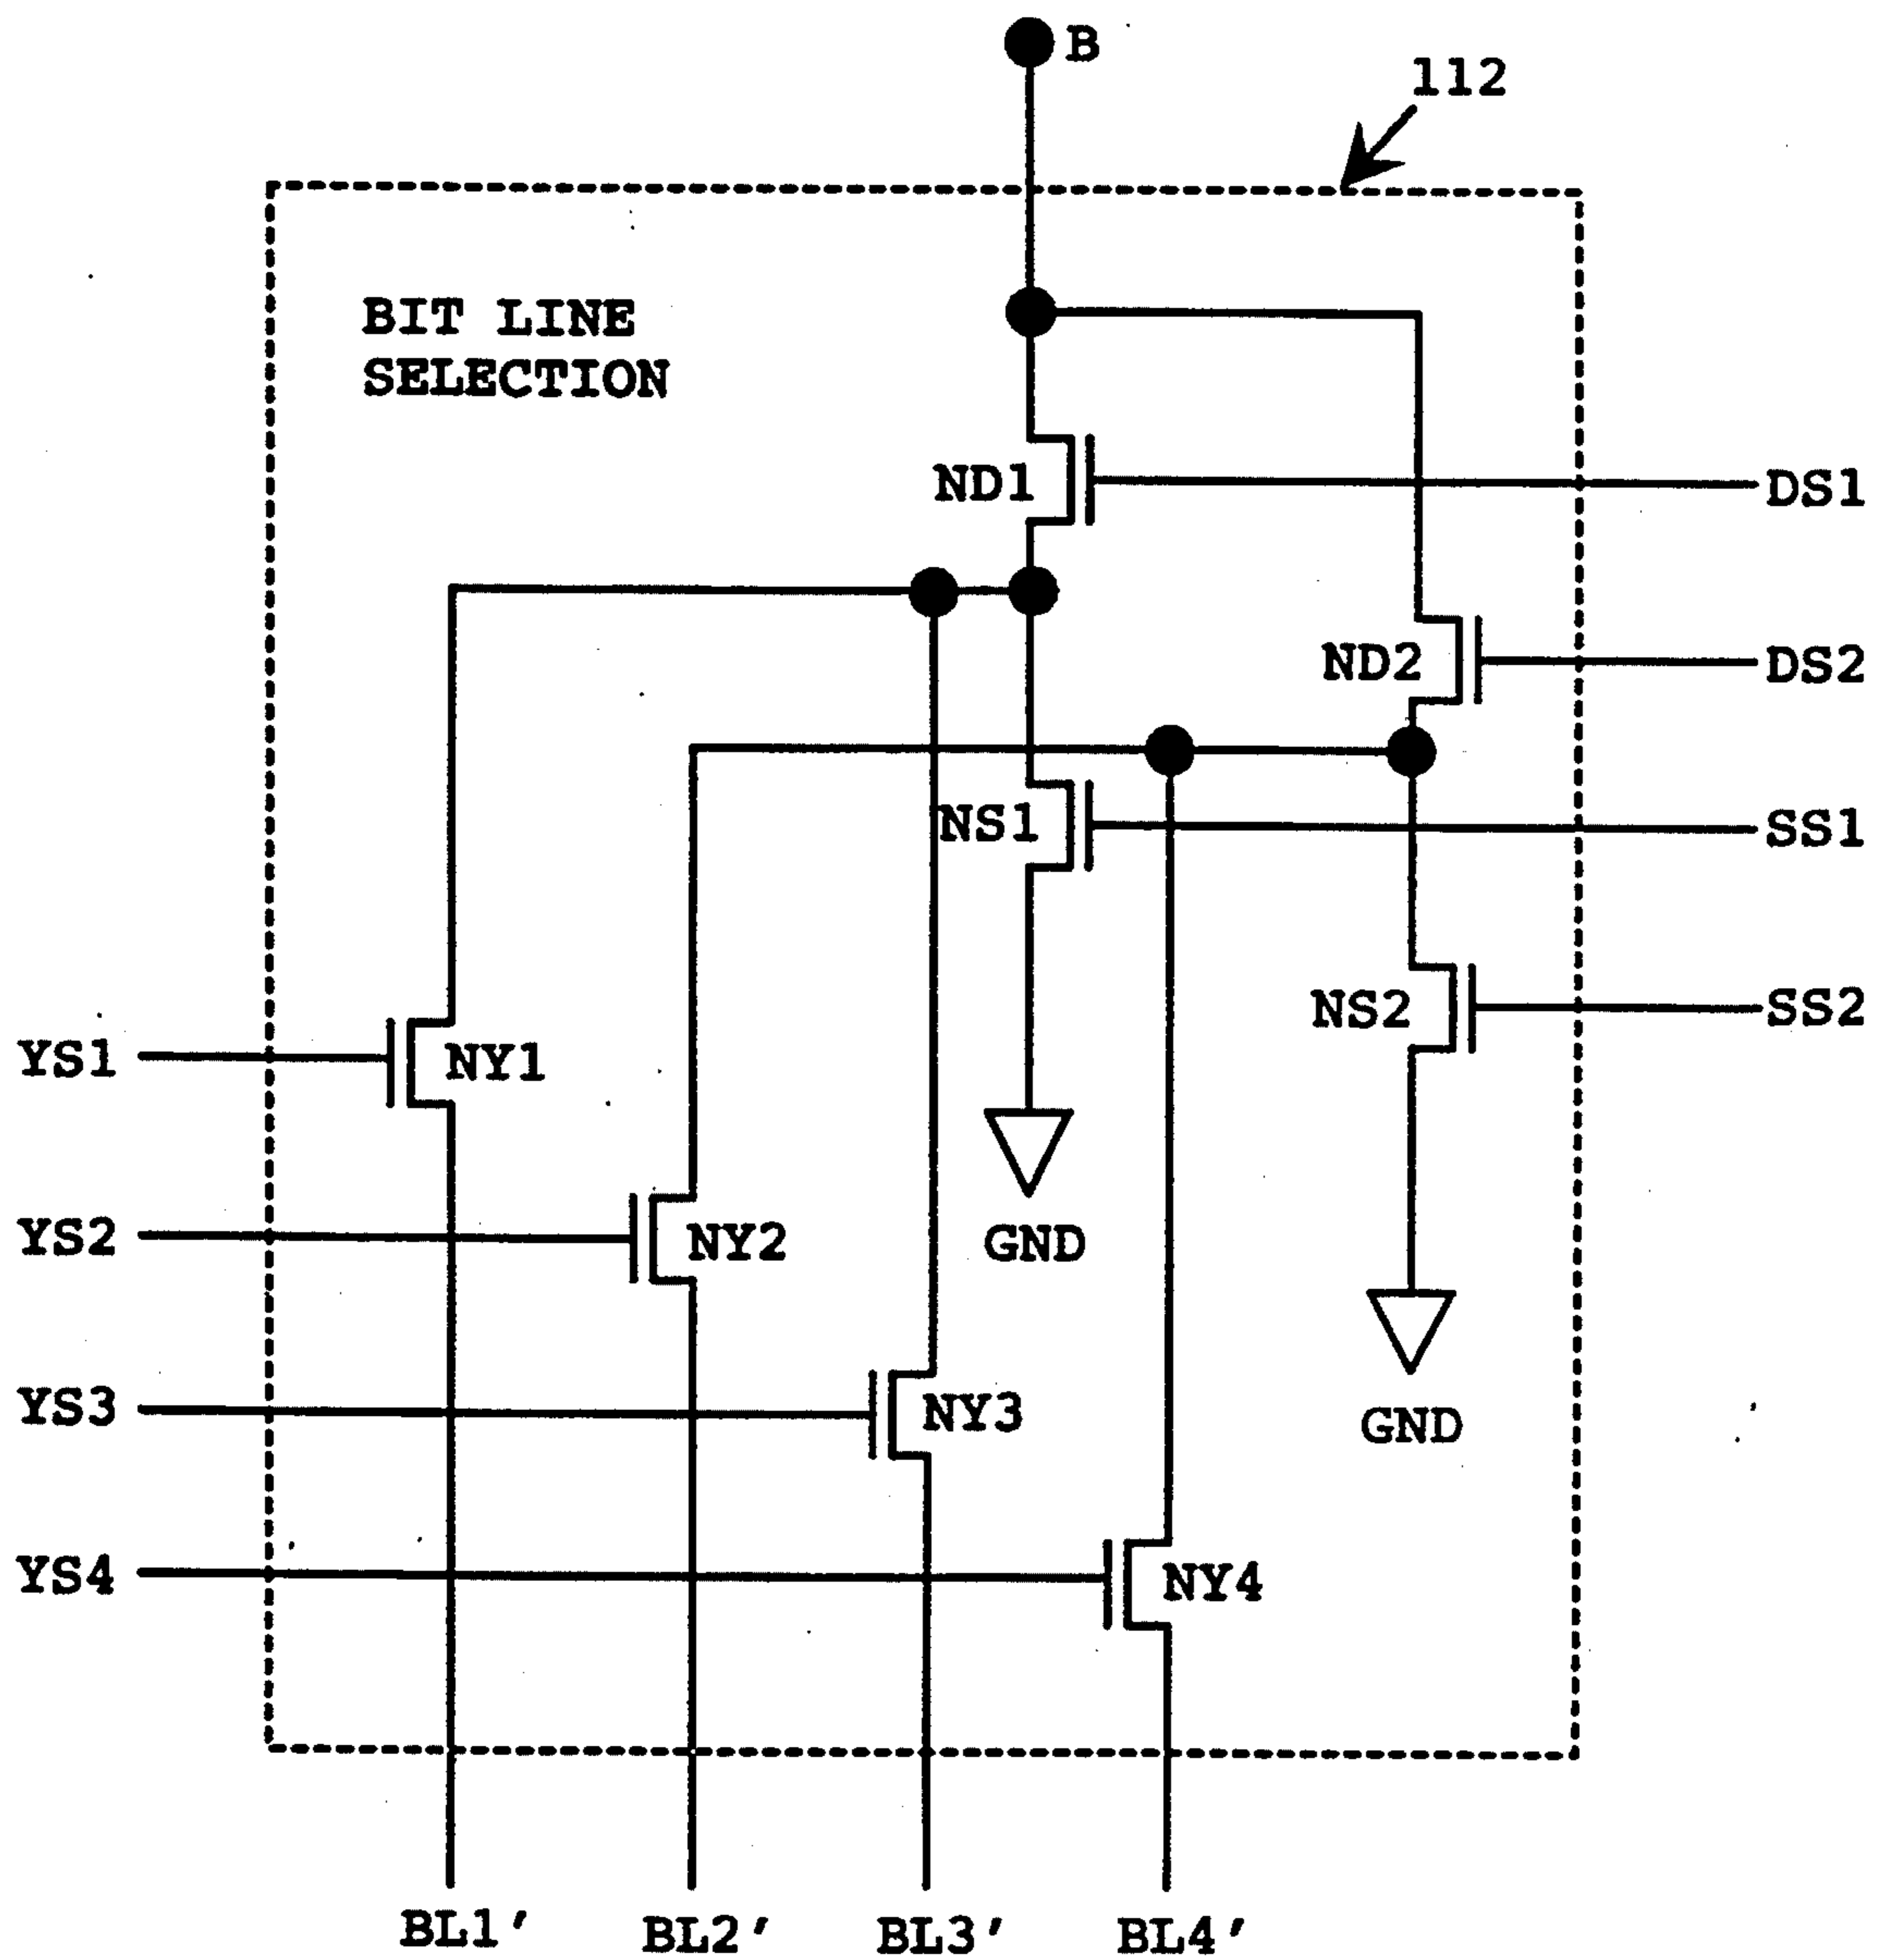 B
112
BIT LINE
SELECTION
ND1
DS1
ND2
DS2
NS1
SS1
NS2
SS2
YS1
NY1
YS2
NY2
GND
YS3
NY3
GND
YS4
NY4
BL1'
BL2'
BL3'
BL4'